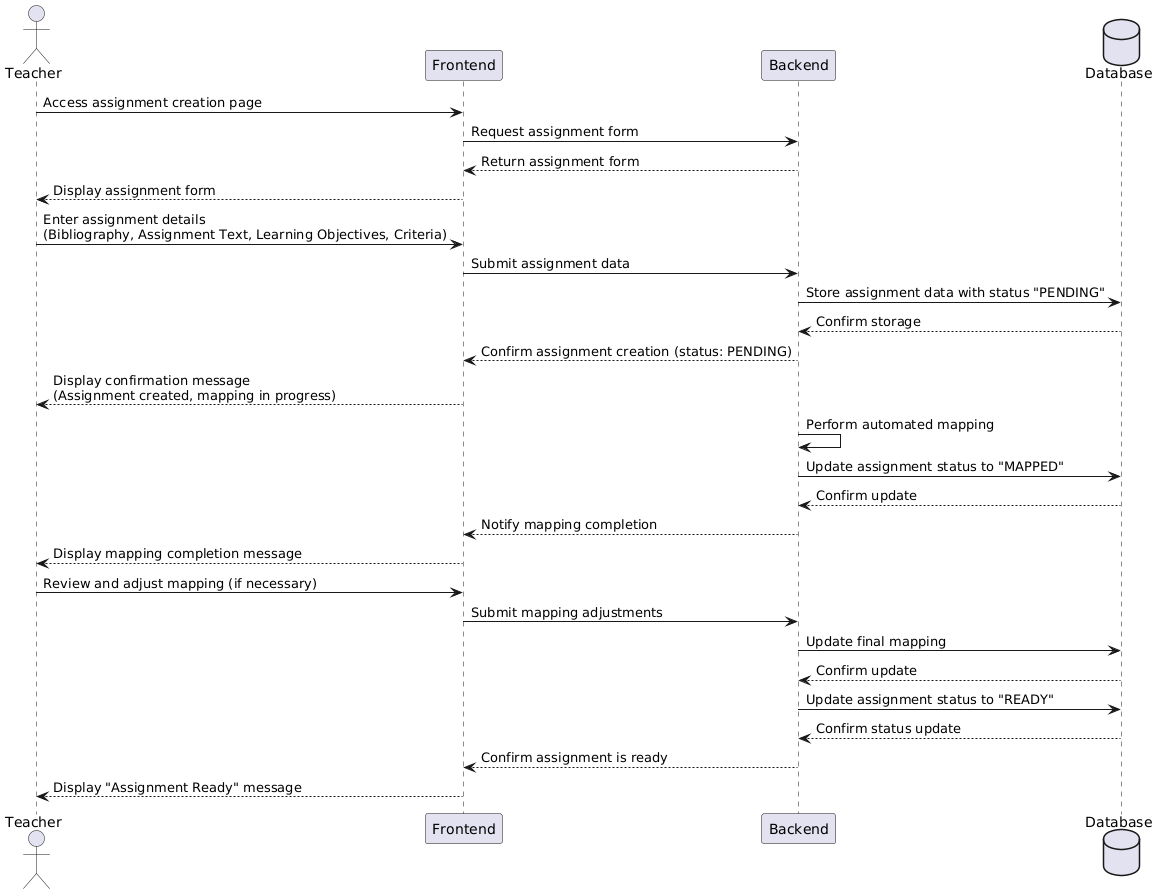 Teacher
Frontend
Backend
Database
Access assignment creation page
Request assignment form
Return assignment form
Display assignment form
Enter assignment details
(Bibliography, Assignment Text, Learning Objectives, Criteria)
Submit assignment data
Store assignment data with status "PENDING"
Confirm storage
Confirm assignment creation (status: PENDING)
Display confirmation message
(Assignment created, mapping in progress)
Perform automated mapping
Update assignment status to "MAPPED"
Confirm update
Notify mapping completion
Display mapping completion message
Review and adjust mapping (if necessary)
Submit mapping adjustments
Update final mapping
Confirm update
Update assignment status to "READY"
Confirm status update
Confirm assignment is ready
Display "Assignment Ready" message
Teacher
Frontend
Backend
Database